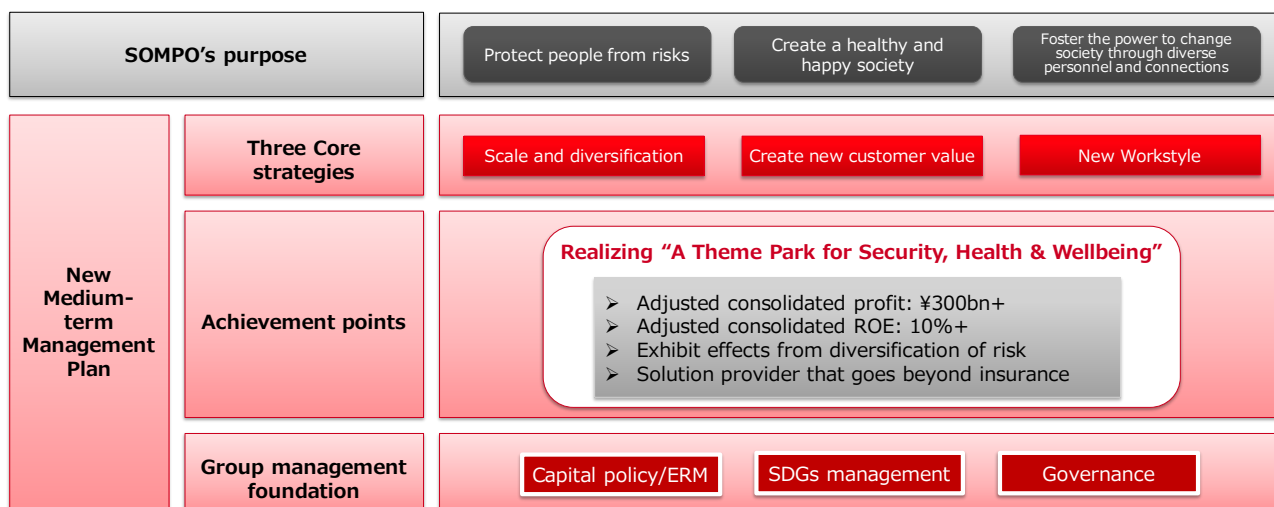 SOMPO’s purpose
Protect people from risks
Create a healthy and
happy society
Foster the power to change
society through diverse
personnel and connections
New
Medium-
term
Management
Plan
Three Core
strategies
Scale and diversification
Create new customer value
New Workstyle
Achievement points
Realizing “A Theme Park for Security, Health & Wellbeing”
➢ Adjusted consolidated profit: ¥300bn+
➢ Adjusted consolidated ROE: 10%+
➢ Exhibit effects from diversification of risk
➢ Solution provider that goes beyond insurance
Group management
foundation
Capital policy/ERM
SDGs management
Governance